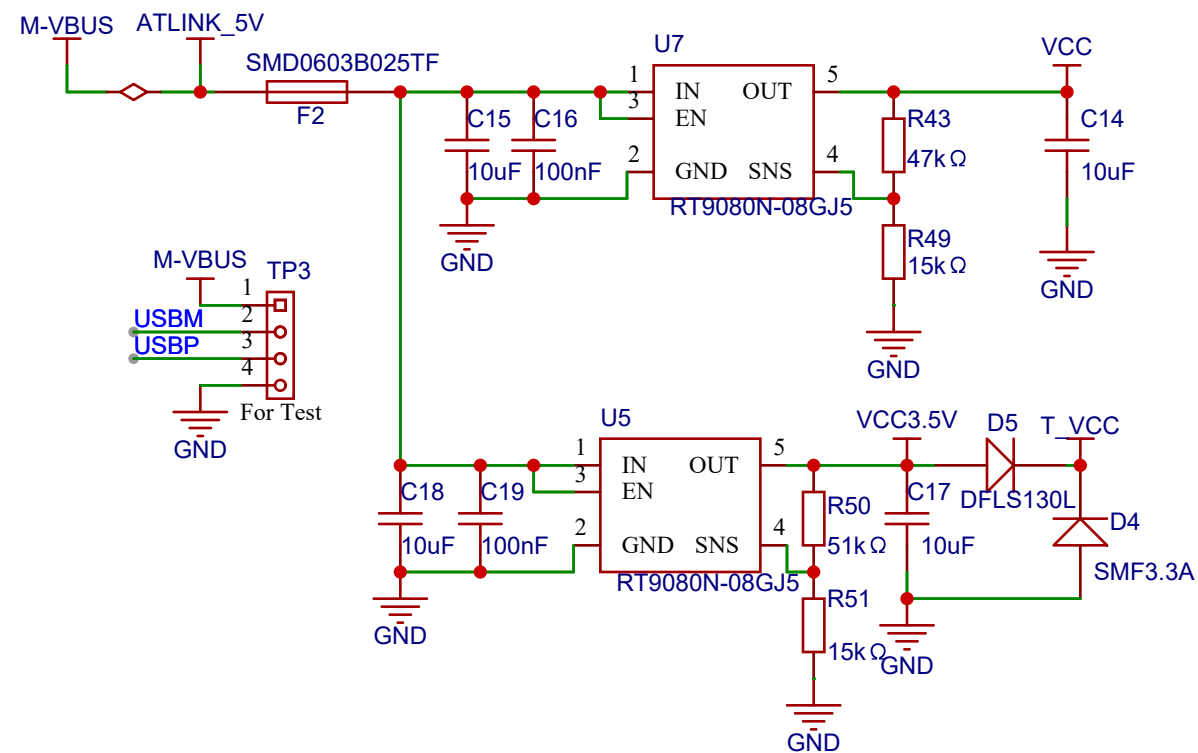 M-VBUS ATLINK_5V
SMD0603B025TF
F2
U7
VCC
1 IN OUT 5
3 EN
2 GND SNS 4
RT9080N-08GJ5
C15
10uF
C16
100nF
GND
R43
47kΩ
R49
15kΩ
GND
C14
10uF
GND
M-VBUS
TP3
1
USBM 2
USBP 3
4
For Test
GND
U5
1 IN OUT 5
3 EN
2 GND SNS 4
RT9080N-08GJ5
C18
10uF
C19
100nF
GND
VCC3.5V
D5
T_VCC
R50
51kΩ
C17
10uF
DFLS130L
D4
SMF3.3A
R51
15kΩ
GND
GND